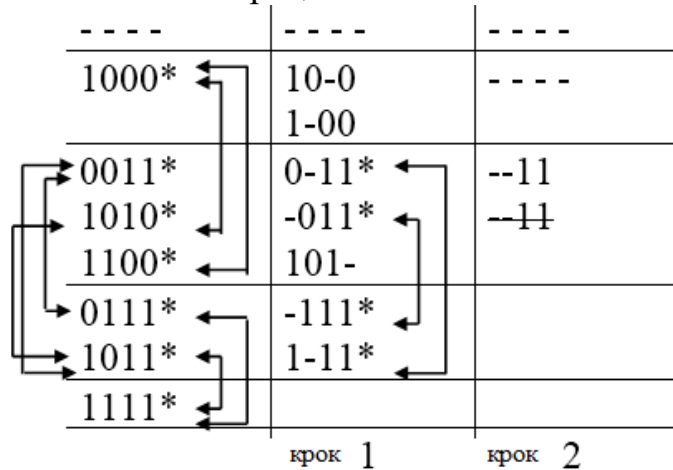 - - - - - - - - - - - -
1000* 10-0 - - - -
1-00
0011* 0-11* --11
1010* -011* --11
1100* 101-
0111* -111*
1011* 1-11*
1111*
крок 1 крок 2